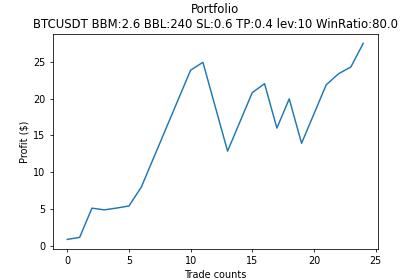 Portfolio
BTCUSDT BBM:2.6 BBL:240 SL:0.6 TP:0.4 lev:10 WinRatio:80.0
25
20
15
10
5
0
Profit ($)
0 5 10 15 20 25
Trade counts